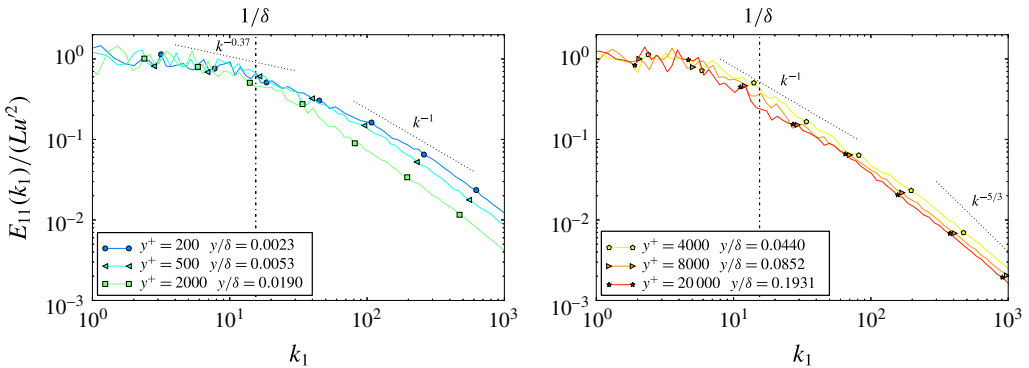 1/δ
1/δ
10^0
10^−1
10^−2
10^−3
E_11(k_1)/(Lu′^2)
k^−0.37
k^−1
y^+ = 200 y/δ = 0.0023
y^+ = 500 y/δ = 0.0053
y^+ = 2000 y/δ = 0.0190
10^0
10^1
10^2
10^3
k_1
10^0
10^−1
10^−2
10^−3
k^−1
k^−5/3
y^+ = 4000 y/δ = 0.0440
y^+ = 8000 y/δ = 0.0852
y^+ = 20 000 y/δ = 0.1931
10^0
10^1
10^2
10^3
k_1